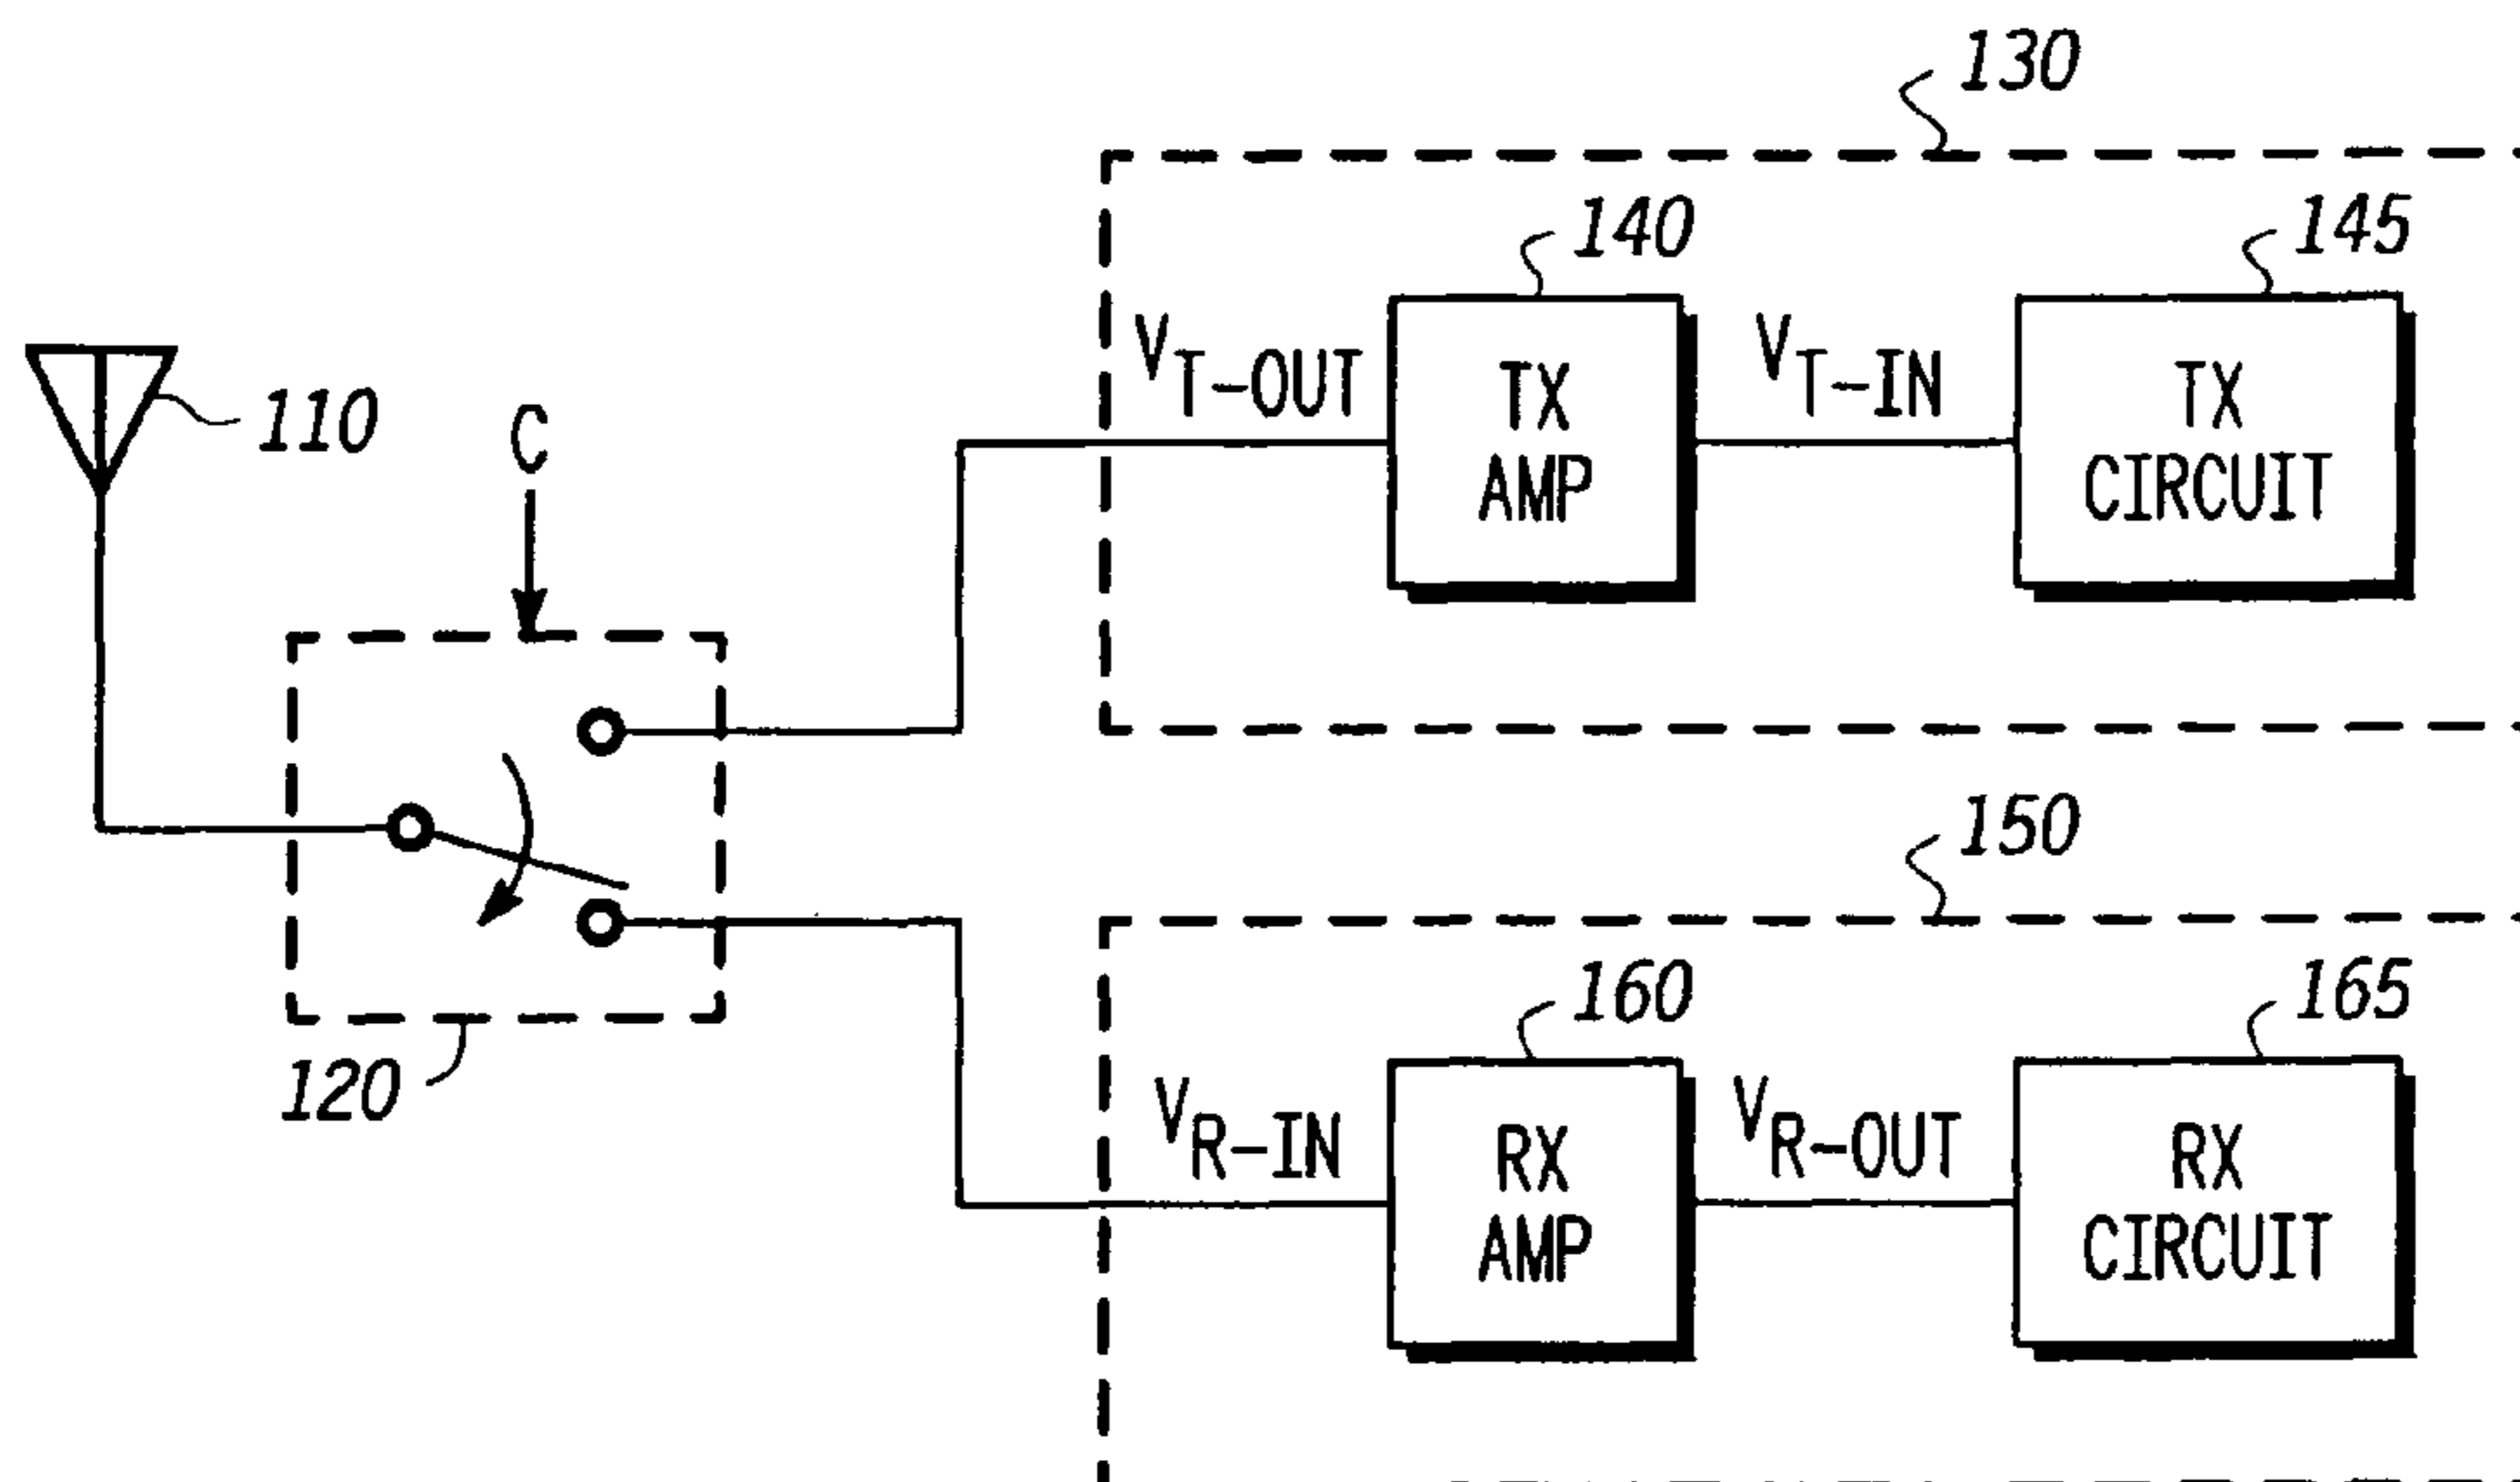 130
140
145
V T-OUT
TX
AMP
V T-IN
TX
CIRCUIT
110
C
150
160
165
120
V R-IN
RX
AMP
V R-OUT
RX
CIRCUIT